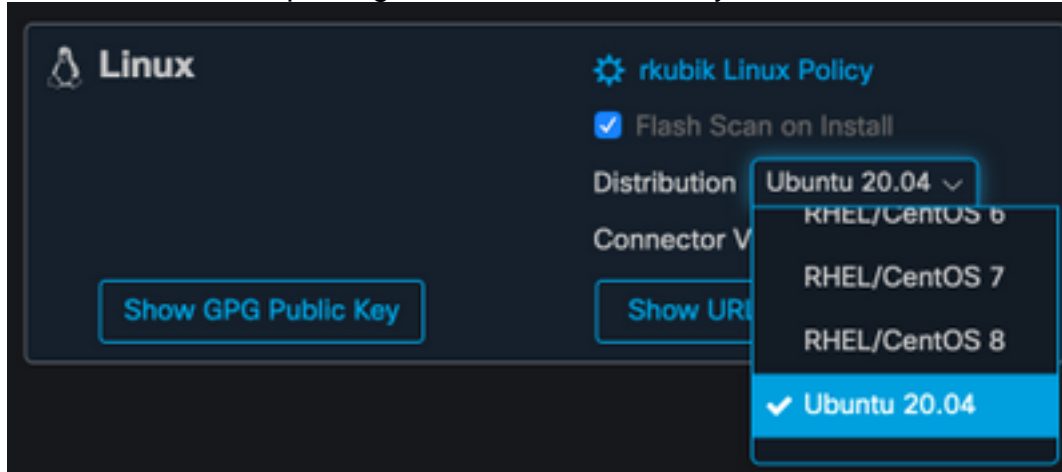 Linux
rkubik Linux Policy
Flash Scan on Install
Distribution Ubuntu 20.04
RHEL/CentOS 6
Connector V
RHEL/CentOS 7
Show GPG Public Key
Show URL
RHEL/CentOS 8
Ubuntu 20.04